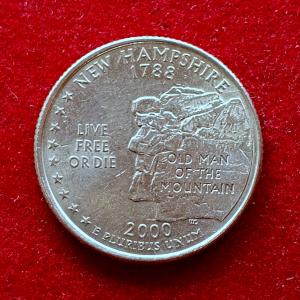 NEW HAMPSHIRE
1788
LIVE
FREE
OR DIE
OLD MAN
OF THE
MOUNTAIN
2000
E PLURIBUS UNUM